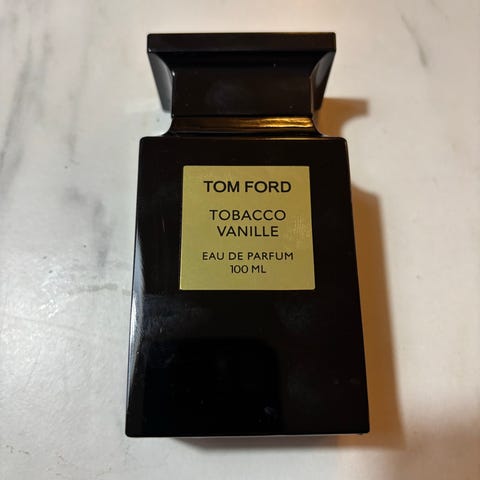 TOM FORD
TOBACCO
VANILLE
EAU DE PARFUM
100 ML